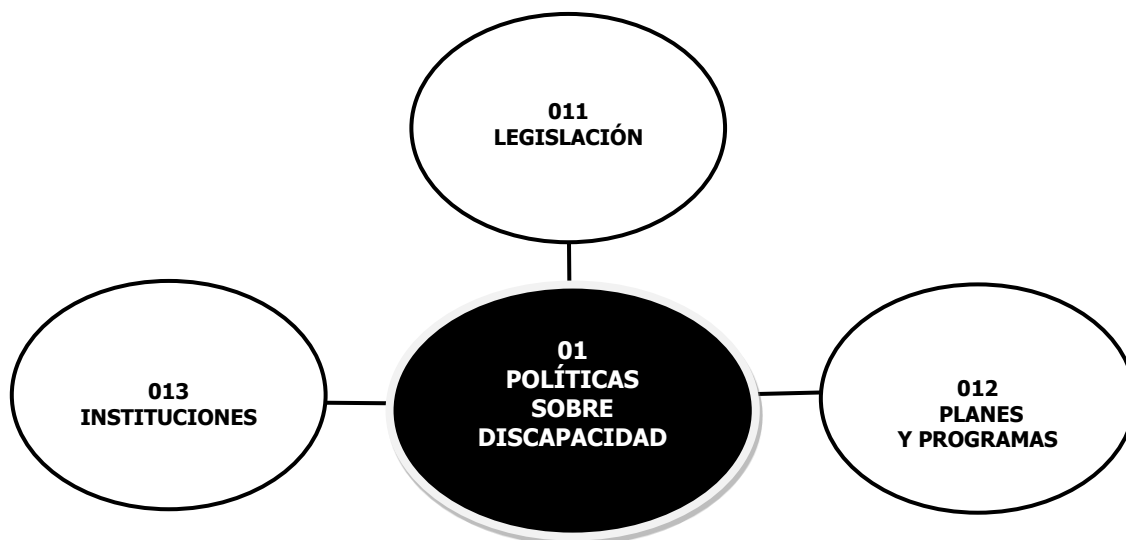 011
LEGISLACIÓN
01
POLÍTICAS
SOBRE
DISCAPACIDAD
013
INSTITUCIONES
012
PLANES
Y PROGRAMAS